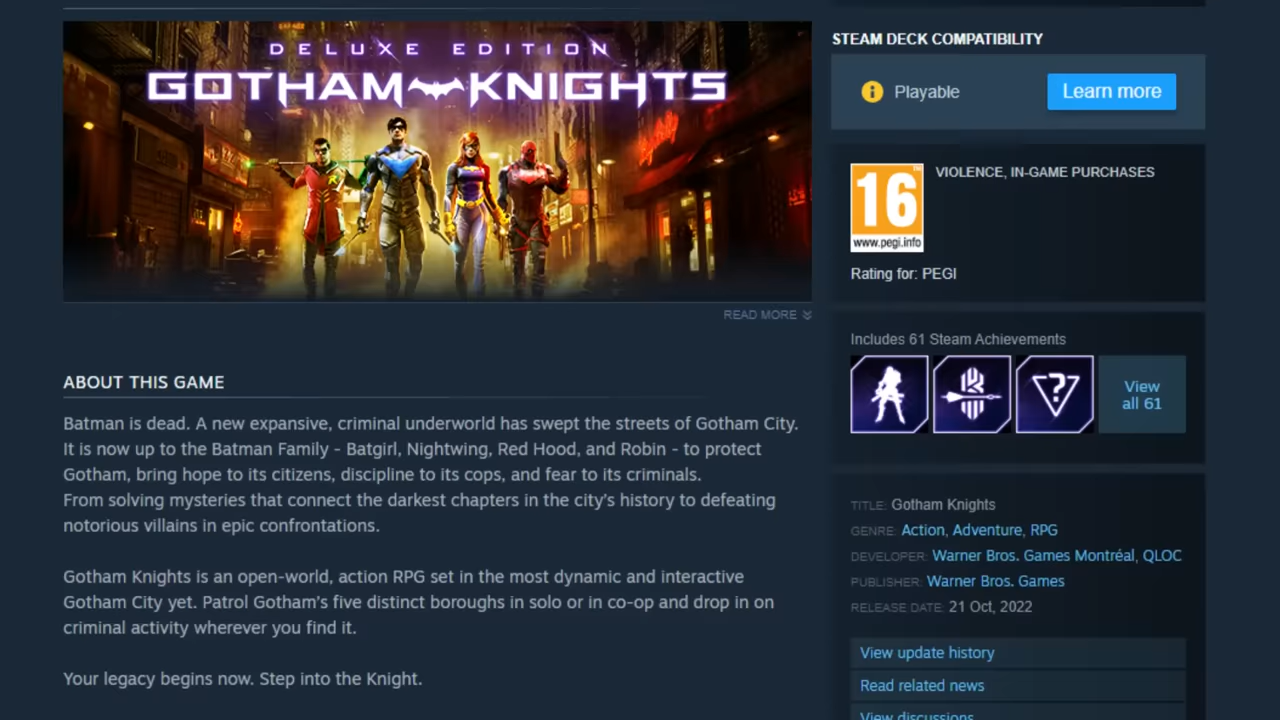 DELUXE EDITION
GOTHAM KNIGHTS
READ MORE
ABOUT THIS GAME
Batman is dead. A new expansive, criminal underworld has swept the streets of Gotham City.
It is now up to the Batman Family - Batgirl, Nightwing, Red Hood, and Robin - to protect
Gotham, bring hope to its citizens, discipline to its cops, and fear to its criminals.
From solving mysteries that connect the darkest chapters in the city's history to defeating
notorious villains in epic confrontations.
Gotham Knights is an open-world, action RPG set in the most dynamic and interactive
Gotham City yet. Patrol Gotham's five distinct boroughs in solo or in co-op and drop in on
criminal activity wherever you find it.
Your legacy begins now. Step into the Knight.
STEAM DECK COMPATIBILITY
Playable
Learn more
16
www.pegi.info
VIOLENCE, IN-GAME PURCHASES
Rating for: PEGI
Includes 61 Steam Achievements
View
all 61
TITLE: Gotham Knights
GENRE: Action, Adventure, RPG
DEVELOPER: Warner Bros. Games Montréal, QLOC
PUBLISHER: Warner Bros. Games
RELEASE DATE: 21 Oct, 2022
View update history
Read related news
View discussions